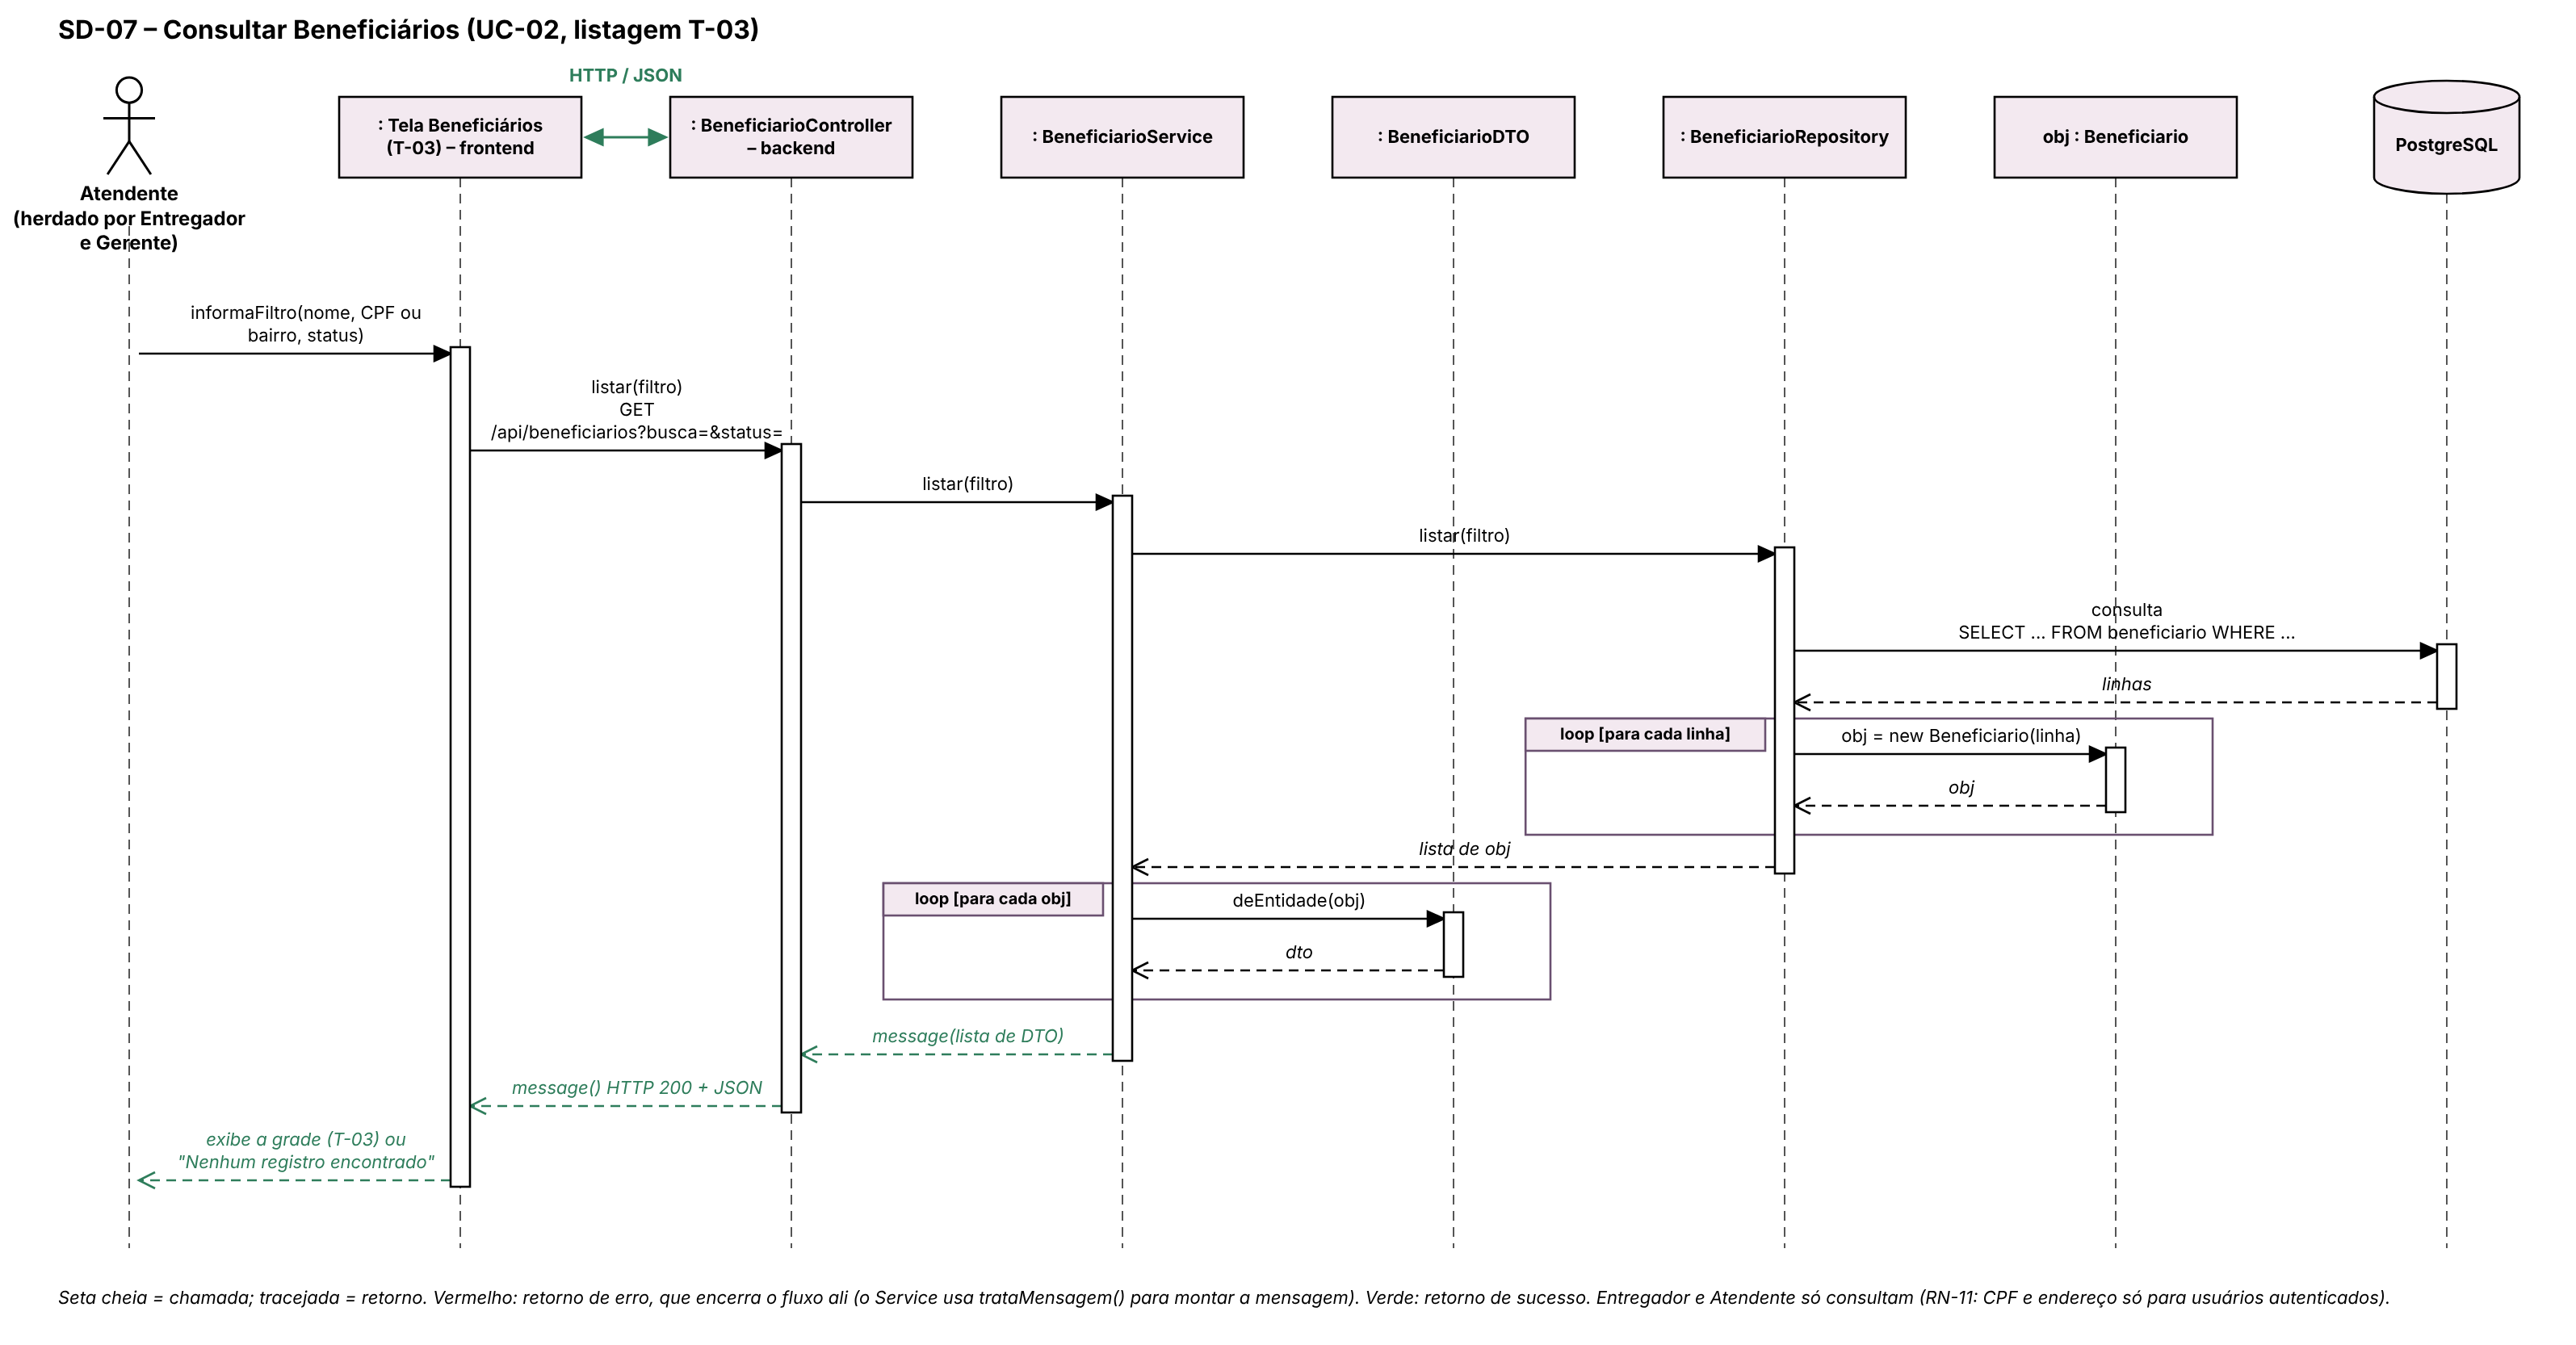 SD-07 – Consultar Beneficiários (UC-02, listagem T-03)
HTTP / JSON
Atendente
(herdado por Entregador
e Gerente)
: Tela Beneficiários
(T-03) – frontend
: BeneficiarioController
– backend
: BeneficiarioService
: BeneficiarioDTO
: BeneficiarioRepository
obj : Beneficiario
PostgreSQL
informaFiltro(nome, CPF ou
bairro, status)
listar(filtro)
GET
/api/beneficiarios?busca=&status=
listar(filtro)
listar(filtro)
consulta
SELECT ... FROM beneficiario WHERE ...
linhas
loop [para cada linha]
obj = new Beneficiario(linha)
obj
lista de obj
loop [para cada obj]
deEntidade(obj)
dto
message(lista de DTO)
message() HTTP 200 + JSON
exibe a grade (T-03) ou
"Nenhum registro encontrado"
Seta cheia = chamada; tracejada = retorno. Vermelho: retorno de erro, que encerra o fluxo ali (o Service usa trataMensagem() para montar a mensagem). Verde: retorno de sucesso. Entregador e Atendente só consultam (RN-11: CPF e endereço só para usuários autenticados).